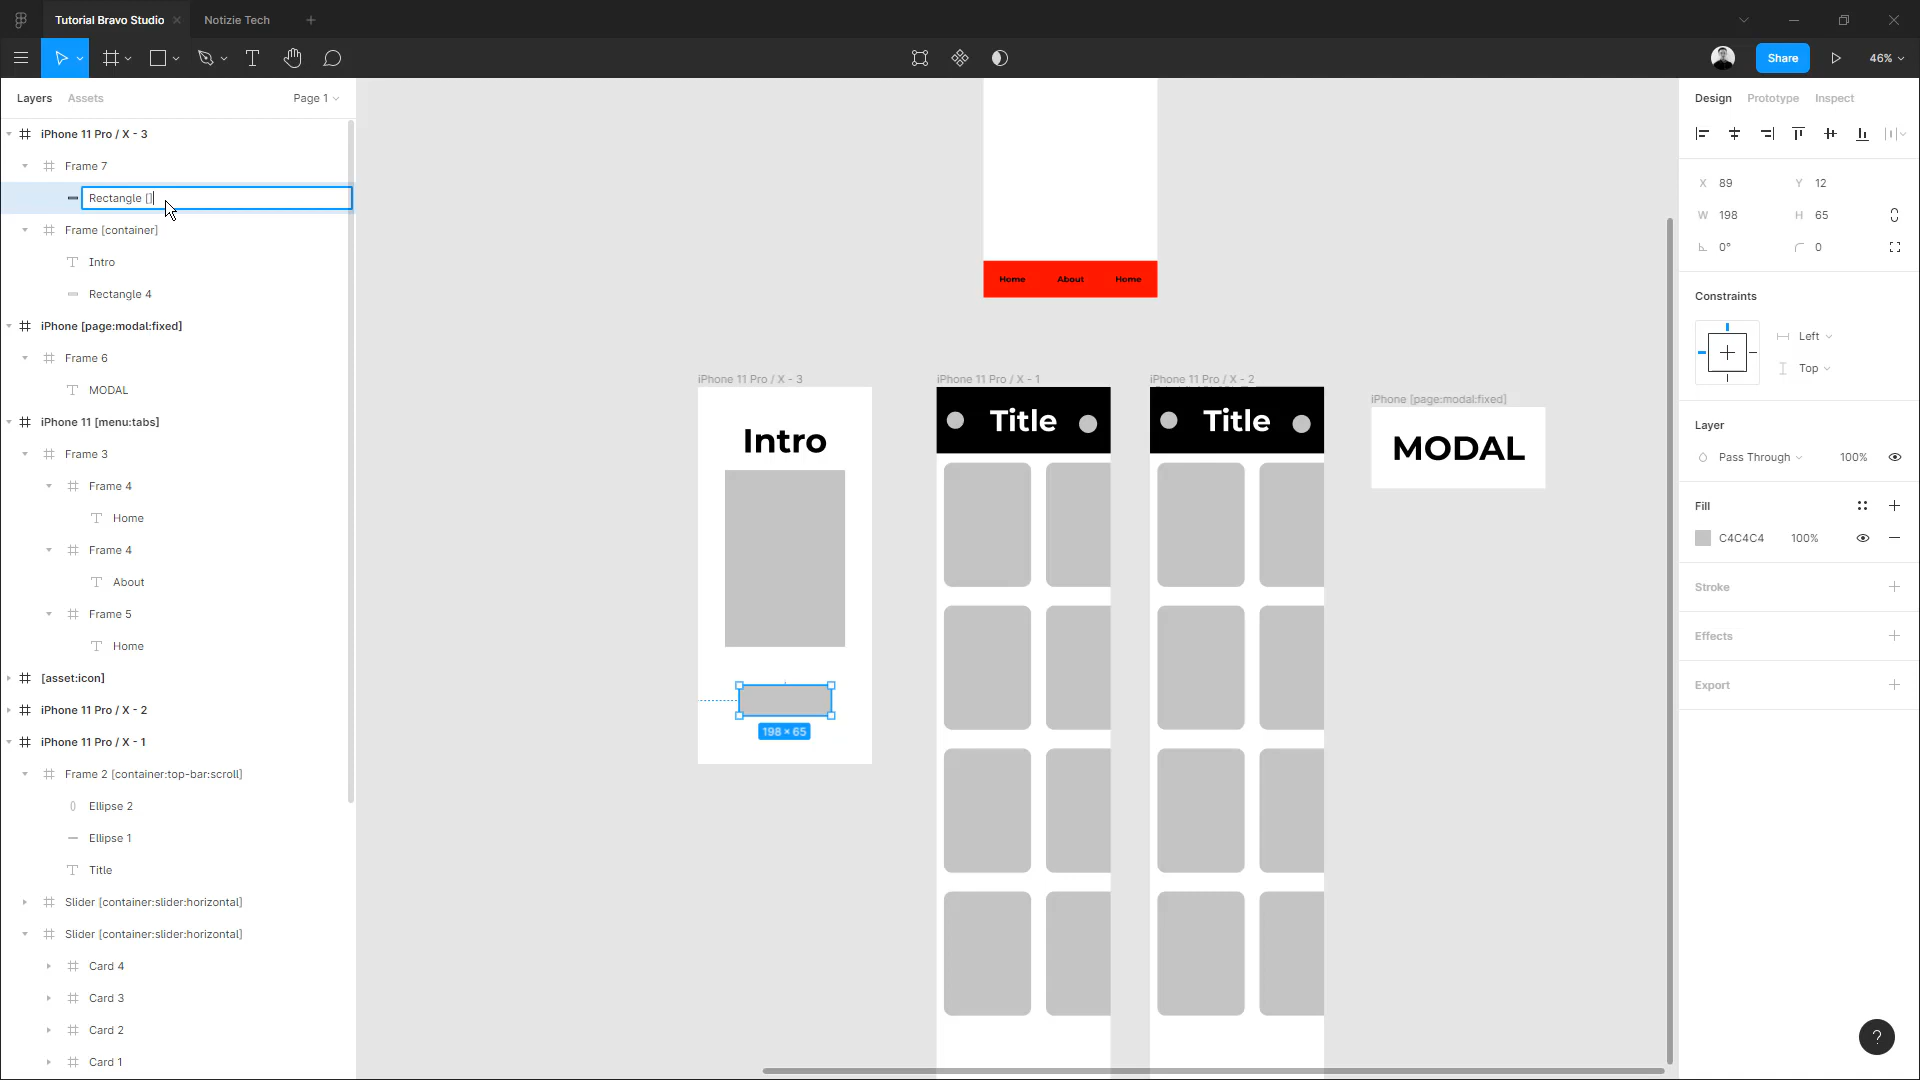 Tutorial Bravo Studio
Notizie Tech
Share
46%
Layers
Assets
Page 1
iPhone 11 Pro / X - 3
Frame 7
Rectangle []
Frame [container]
Intro
Rectangle 4
iPhone [page:modal:fixed]
Frame 6
MODAL
iPhone 11 [menu:tabs]
Frame 3
Frame 4
Home
Frame 4
About
Frame 5
Home
[asset:icon]
iPhone 11 Pro / X - 2
iPhone 11 Pro / X - 1
Frame 2 [container:top-bar:scroll]
Ellipse 2
Ellipse 1
Title
Slider [container:slider:horizontal]
Slider [container:slider:horizontal]
Card 4
Card 3
Card 2
Card 1
Home About Home
iPhone 11 Pro / X - 3
Intro
198 × 65
iPhone 11 Pro / X - 1
Title
iPhone 11 Pro / X - 2
Title
iPhone [page:modal:fixed]
MODAL
Design Prototype Inspect
X 89 Y 12
W 198 H 65
0° 0
Constraints
Left
Top
Layer
Pass Through 100%
Fill
C4C4C4 100%
Stroke
Effects
Export
?